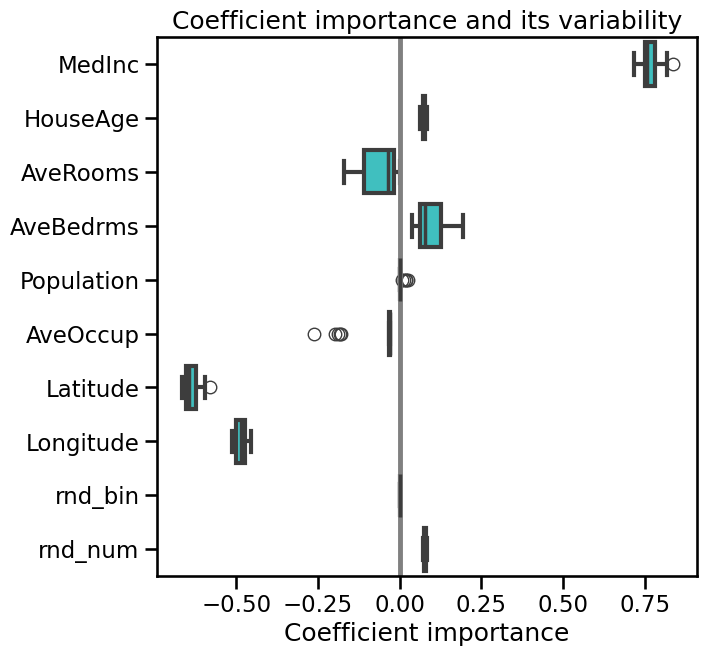 Coefficient importance and its variability
MedInc
HouseAge
AveRooms
AveBedrms
Population
AveOccup
Latitude
Longitude
rnd_bin
rnd_num
−0.50 −0.25 0.00 0.25 0.50 0.75
Coefficient importance